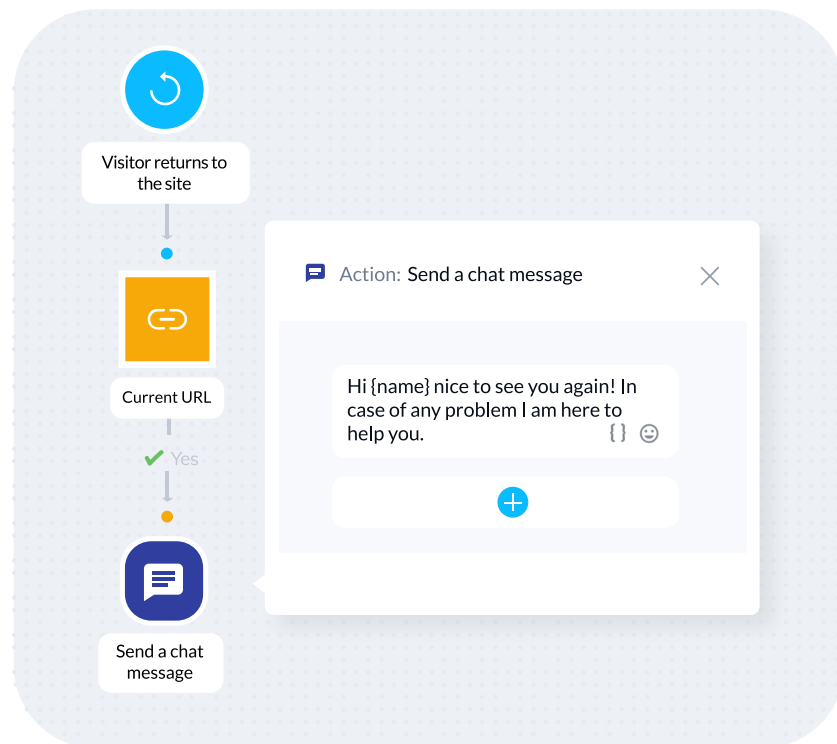 Visitor returns to
the site
Current URL
Yes
Send a chat
message
Action: Send a chat message
Hi {name} nice to see you again! In
case of any problem I am here to
help you.
{ }